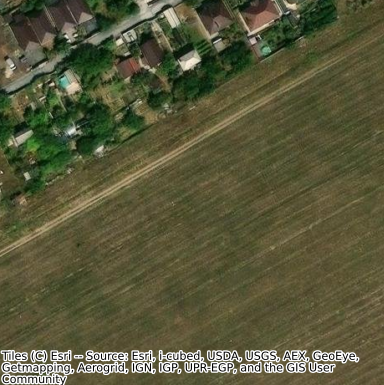 Tiles (C) Esri -- Source: Esri, i-cubed, USDA, USGS, AEX, GeoEye,
Getmapping, Aerogrid, IGN, IGP, UPR-EGP, and the GIS User
Community